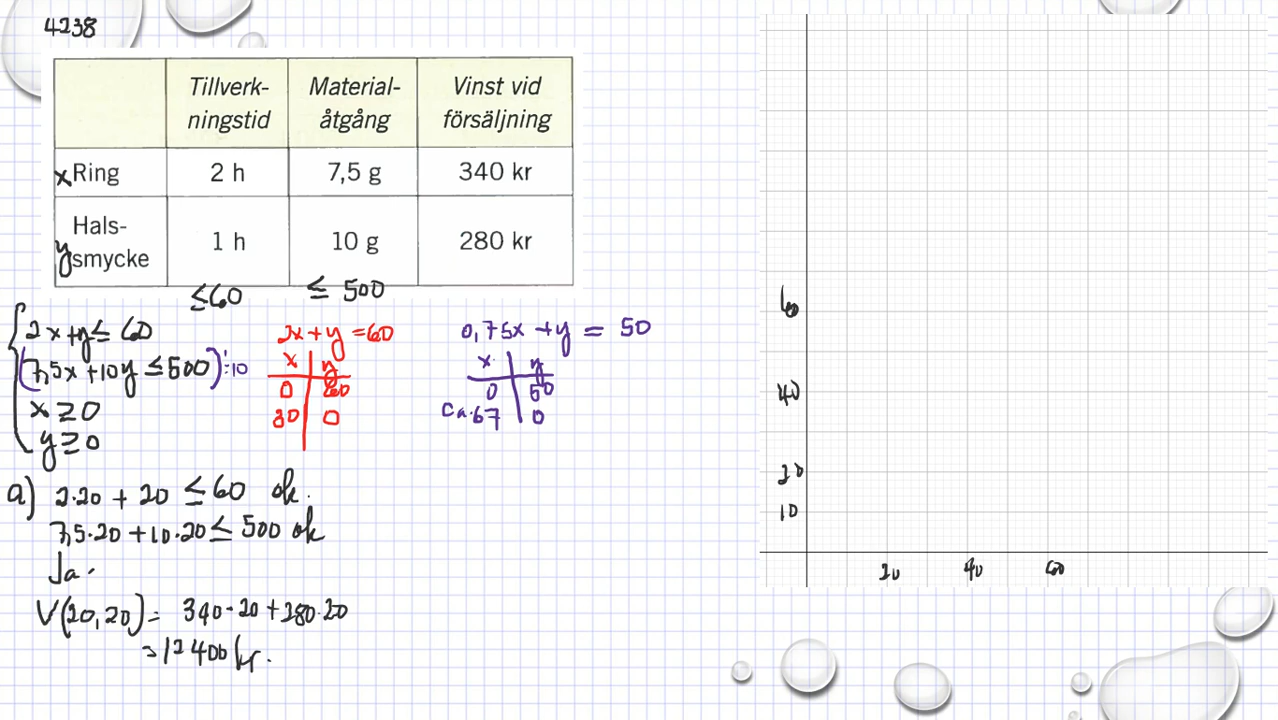 4238
Tillverk-
ningstid
Material-
åtgång
Vinst vid
försäljning
x Ring 2 h 7,5 g 340 kr
Hals-
y smycke 1 h 10 g 280 kr
≤60 ≤ 500
2x+y ≤ 60
(7,5x+10y ≤500) :10
x ≥ 0
y ≥ 0
2x+y=60
x y
0 60
30 0
0,75x+y = 50
x y
0 50
Ca.67 0
a) 2·20 + 20 ≤ 60 ok.
7,5·20+10·20 ≤ 500 ok
Ja.
V(20,20)= 340·20+280·20
=12400 kr.
60
40
20
10
20 40 60